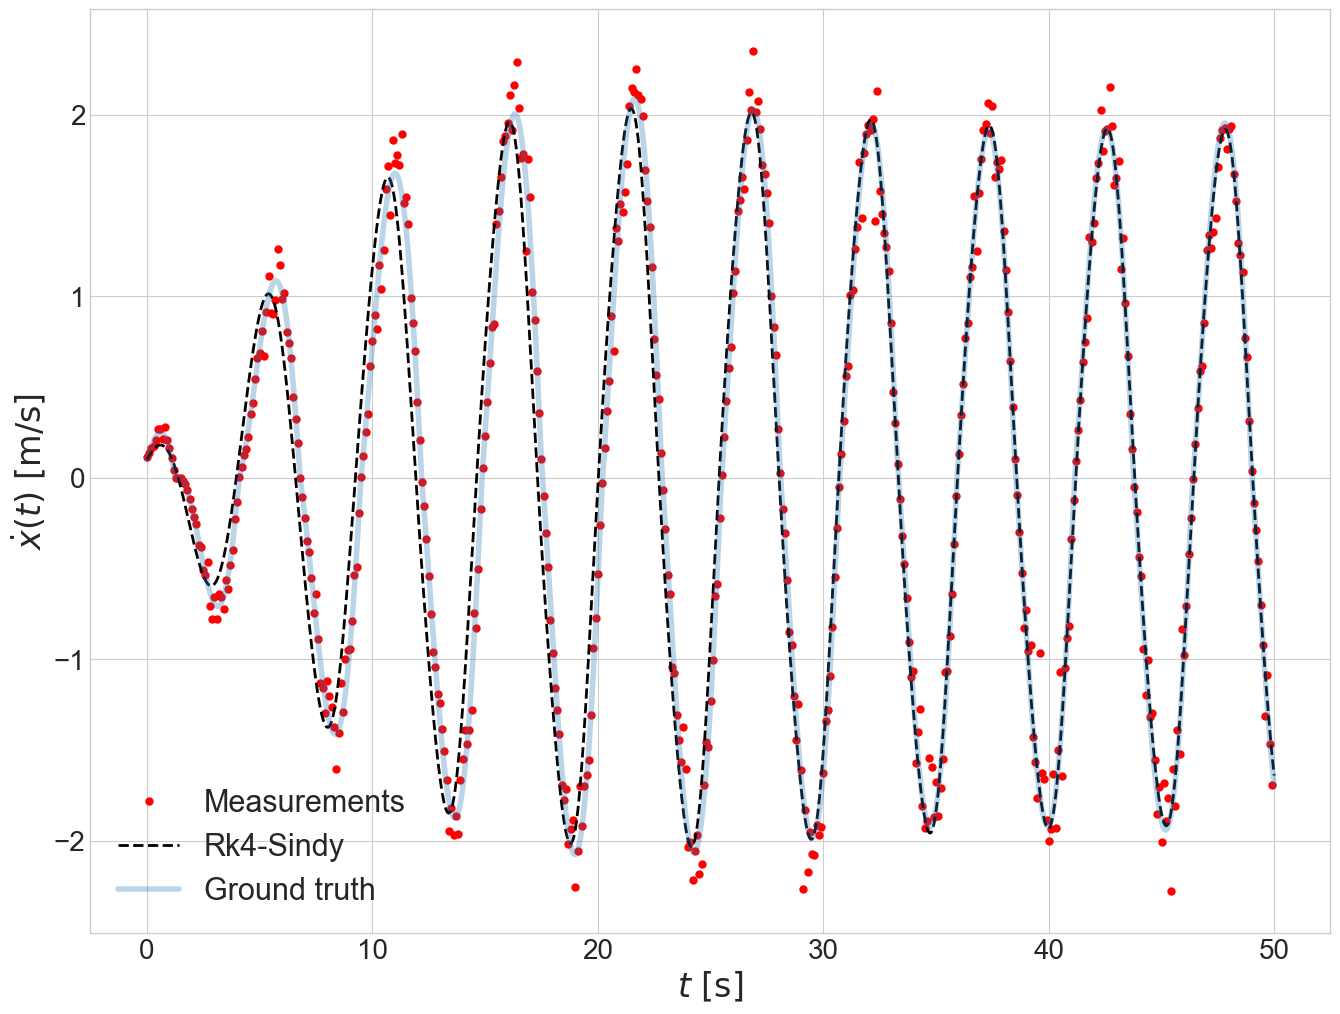 2
1
0
−1
−2
ẋ(t) [m/s]
Measurements
Rk4-Sindy
Ground truth
0 10 20 30 40 50
t [s]